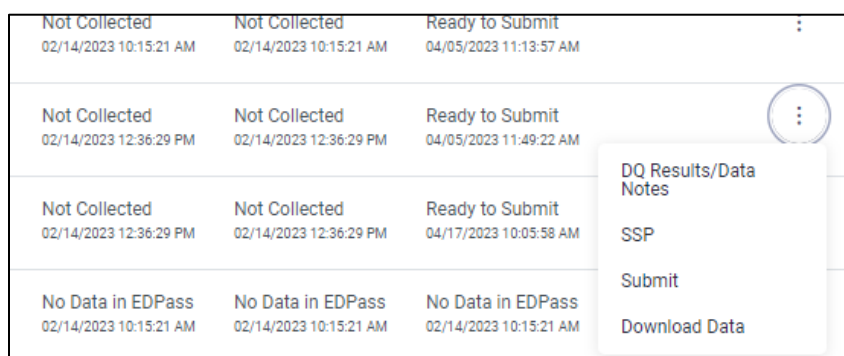 Not Collected Not Collected Ready to Submit
02/14/2023 10:15:21 AM 02/14/2023 10:15:21 AM 04/05/2023 11:13:57 AM
Not Collected Not Collected Ready to Submit
02/14/2023 12:36:29 PM 02/14/2023 12:36:29 PM 04/05/2023 11:49:22 AM
DQ Results/Data
Notes
Not Collected Not Collected Ready to Submit
02/14/2023 12:36:29 PM 02/14/2023 12:36:29 PM 04/17/2023 10:05:58 AM
SSP
Submit
No Data in EDPass No Data in EDPass No Data in EDPass
02/14/2023 10:15:21 AM 02/14/2023 10:15:21 AM 02/14/2023 10:15:21 AM
Download Data